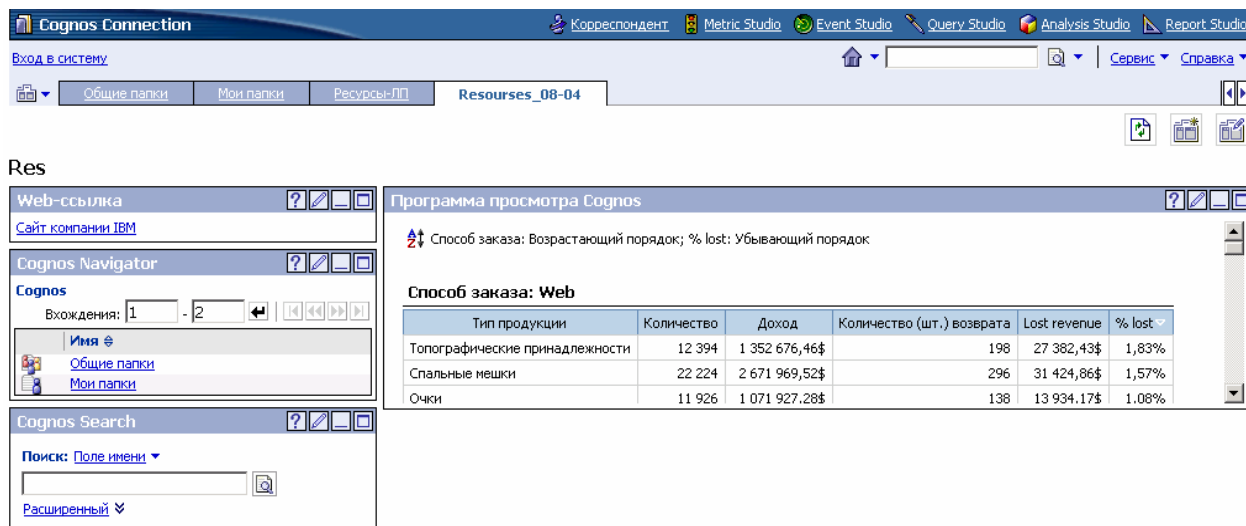 Cognos Connection Корреспондент Metric Studio Event Studio Query Studio Analysis Studio Report Studio
Вход в систему Сервис Справка
Общие папки Мои папки Ресурсы-ЛП Resourses_08-04
Res
Web-ссылка
Сайт компании IBM
Cognos Navigator
Cognos
Вхождения: 1 - 2
Имя
Общие папки
Мои папки
Cognos Search
Поиск: Поле имени
Расширенный
Программа просмотра Cognos
Способ заказа: Возрастающий порядок; % lost: Убывающий порядок
Способ заказа: Web
Тип продукции Количество Доход Количество (шт.) возврата Lost revenue % lost
Топографические принадлежности 12 394 1 352 676,46$ 198 27 382,43$ 1,83%
Спальные мешки 22 224 2 671 969,52$ 296 31 424,86$ 1,57%
Очки 11 926 1 071 927.28$ 138 13 934.17$ 1.08%